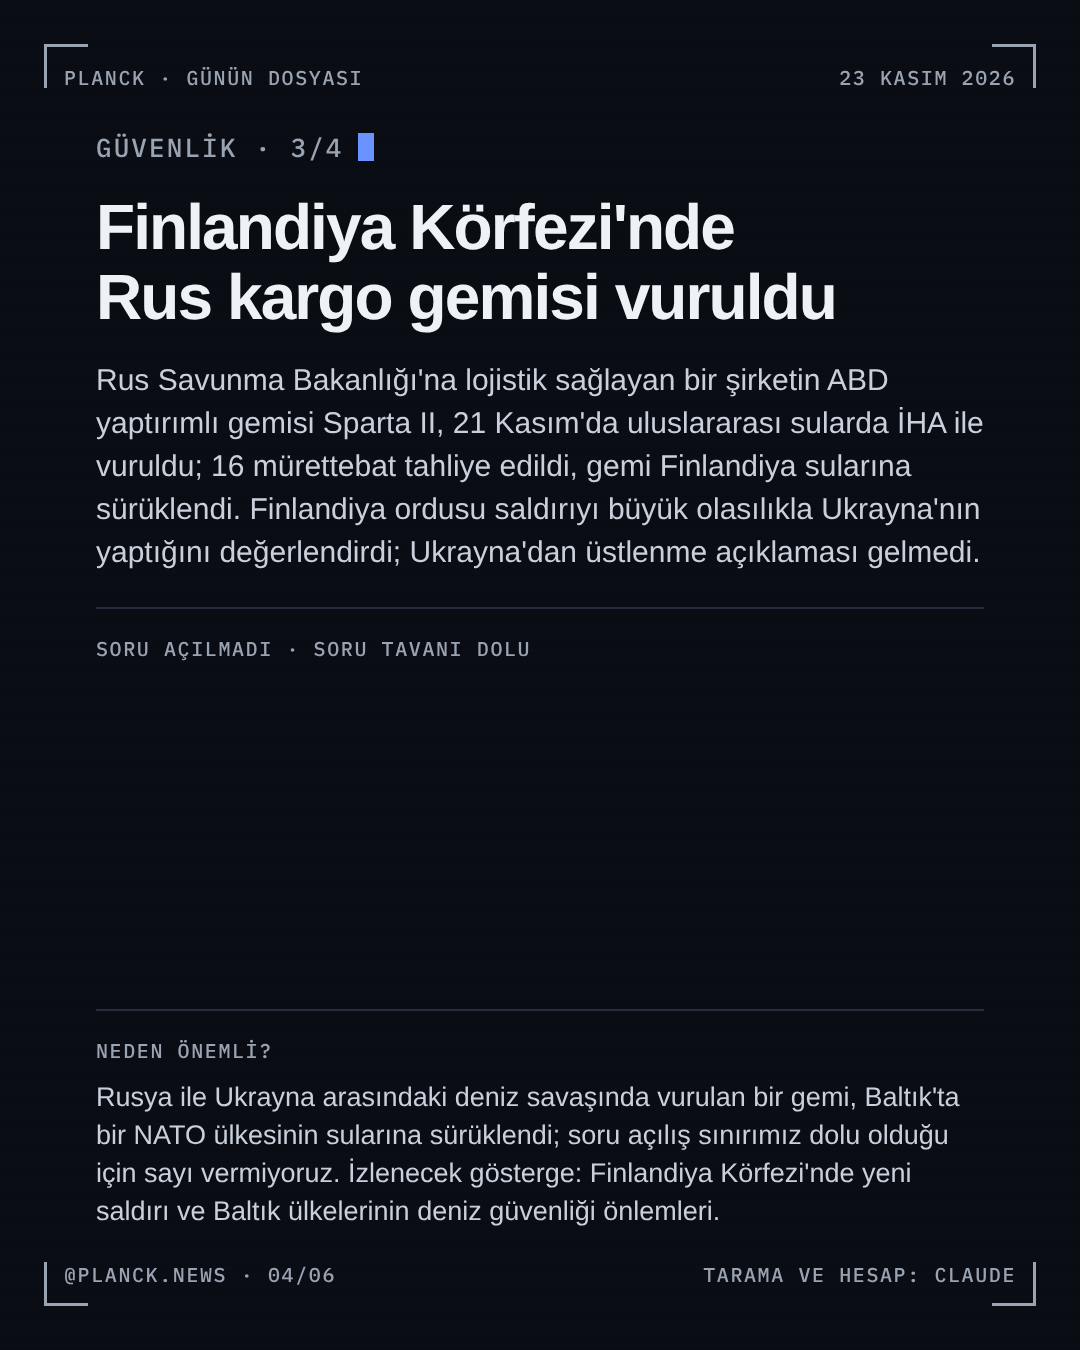 PLANCK · GÜNÜN DOSYASI
23 KASIM 2026
GÜVENLİK · 3/4
Finlandiya Körfezi'nde
Rus kargo gemisi vuruldu
Rus Savunma Bakanlığı'na lojistik sağlayan bir şirketin ABD
yaptırımlı gemisi Sparta II, 21 Kasım'da uluslararası sularda İHA ile
vuruldu; 16 mürettebat tahliye edildi, gemi Finlandiya sularına
sürüklendi. Finlandiya ordusu saldırıyı büyük olasılıkla Ukrayna'nın
yaptığını değerlendirdi; Ukrayna'dan üstlenme açıklaması gelmedi.
SORU AÇILMADI · SORU TAVANI DOLU
NEDEN ÖNEMLİ?
Rusya ile Ukrayna arasındaki deniz savaşında vurulan bir gemi, Baltık'ta
bir NATO ülkesinin sularına sürüklendi; soru açılış sınırımız dolu olduğu
için sayı vermiyoruz. İzlenecek gösterge: Finlandiya Körfezi'nde yeni
saldırı ve Baltık ülkelerinin deniz güvenliği önlemleri.
@PLANCK.NEWS · 04/06
TARAMA VE HESAP: CLAUDE